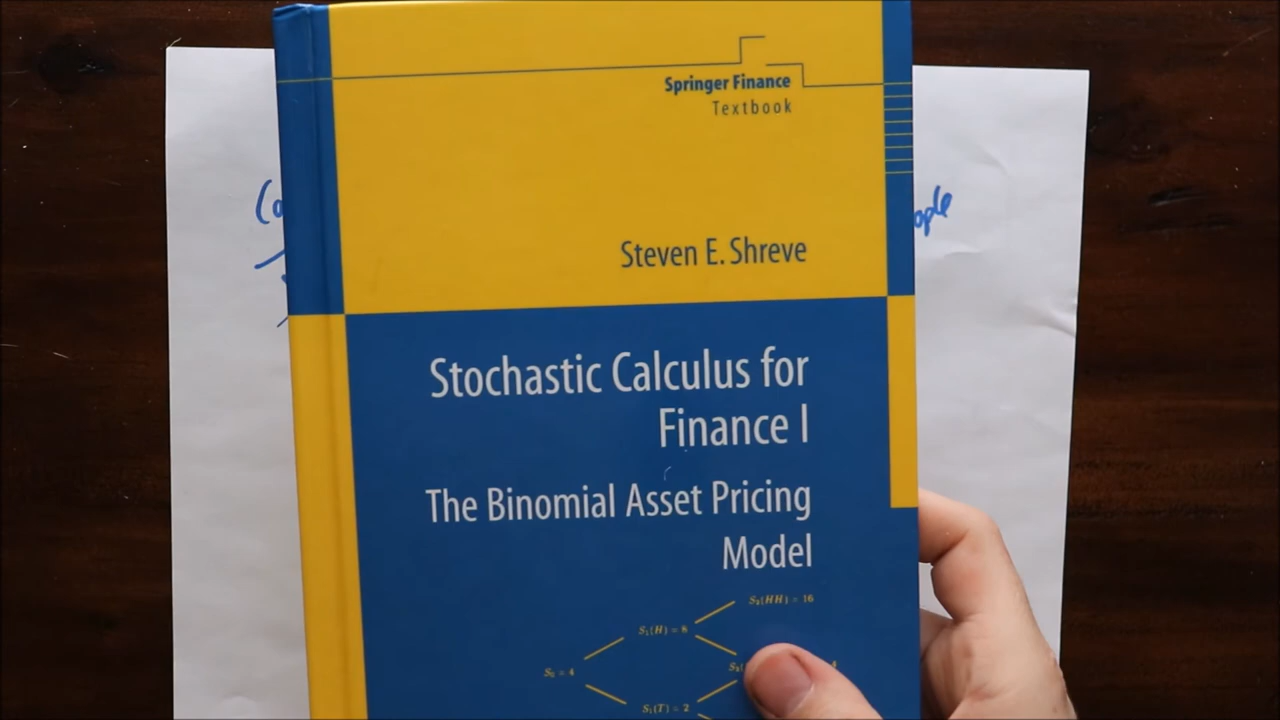 Springer Finance
Textbook
Steven E. Shreve
Stochastic Calculus for
Finance I
The Binomial Asset Pricing
Model
S₂(HH) = 16
S₁(H) = 8
S₀ = 4
S₁(T) = 2